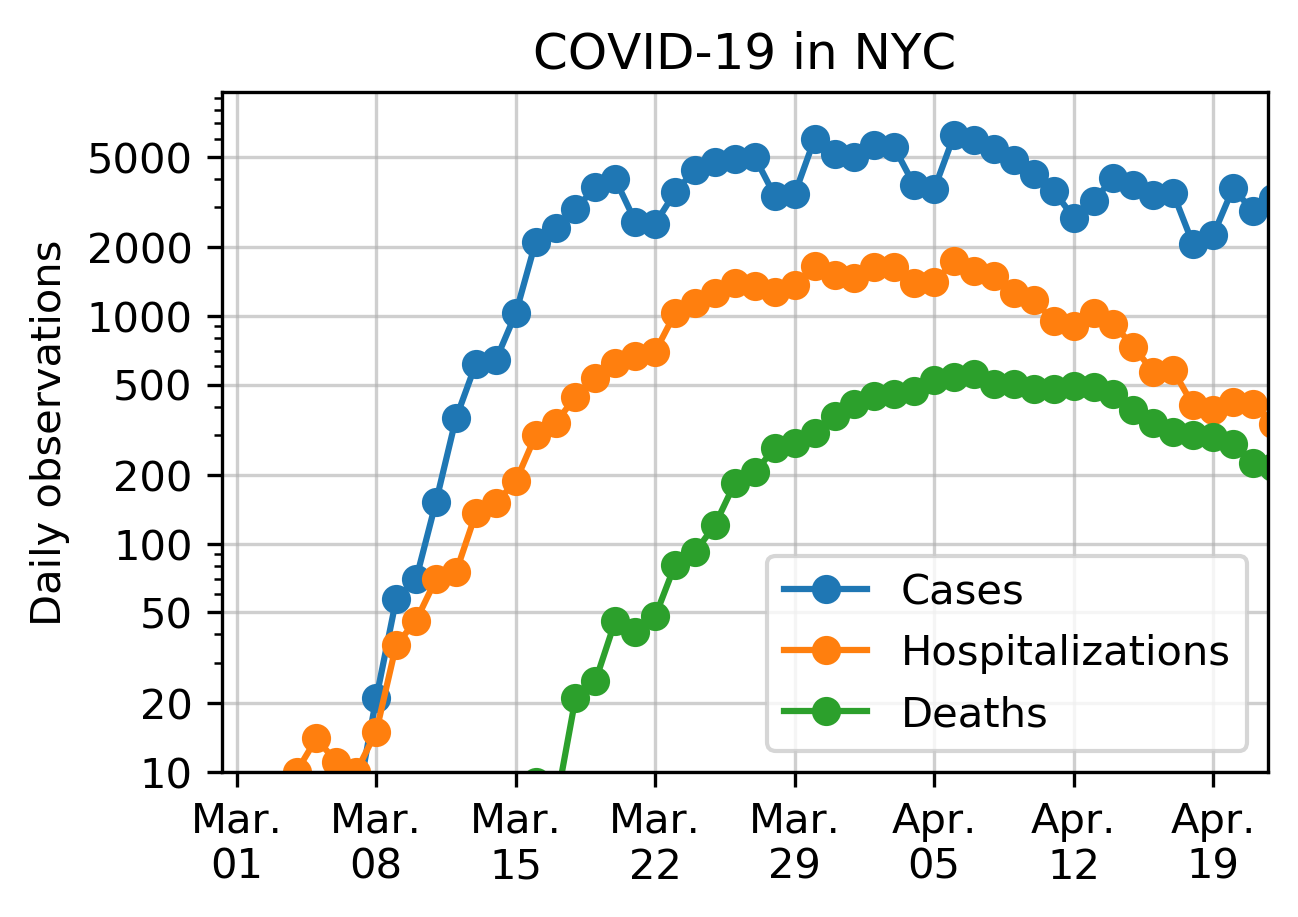 COVID-19 in NYC
Daily observations
5000
2000
1000
500
200
100
50
20
10
Cases
Hospitalizations
Deaths
Mar. Mar. Mar. Mar. Mar. Apr. Apr. Apr.
01 08 15 22 29 05 12 19